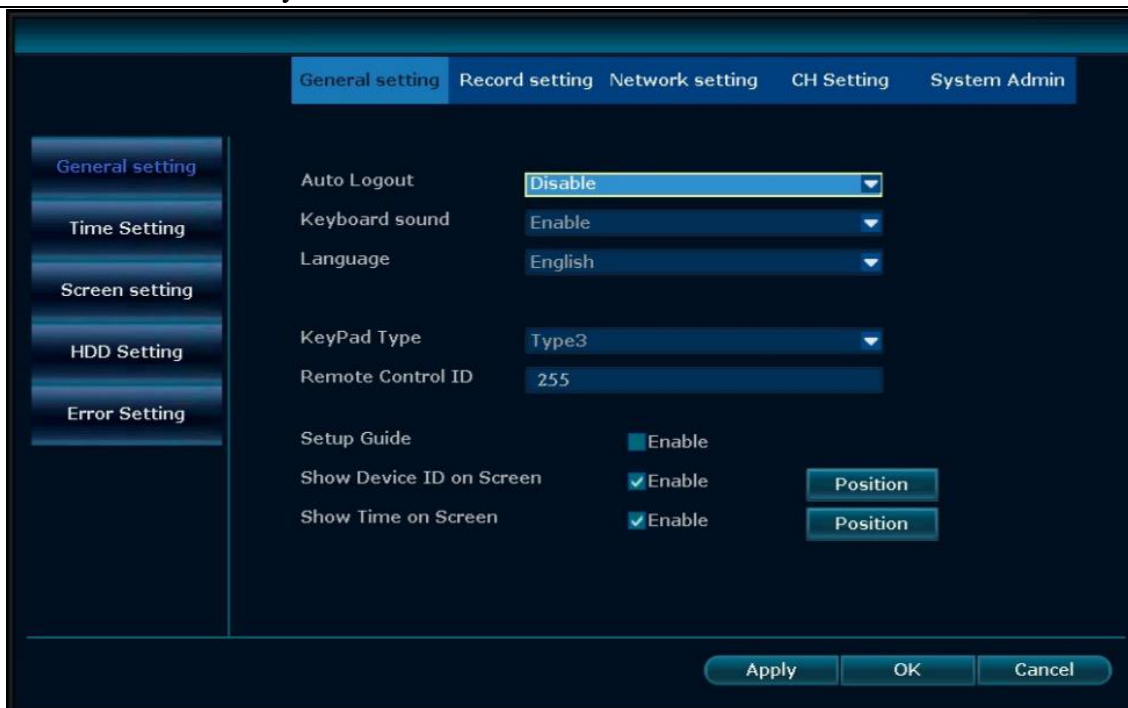 General setting Record setting Network setting CH Setting System Admin
General setting
Time Setting
Screen setting
HDD Setting
Error Setting
Auto Logout Disable
Keyboard sound Enable
Language English
KeyPad Type Type3
Remote Control ID 255
Setup Guide Enable
Show Device ID on Screen Enable Position
Show Time on Screen Enable Position
Apply OK Cancel